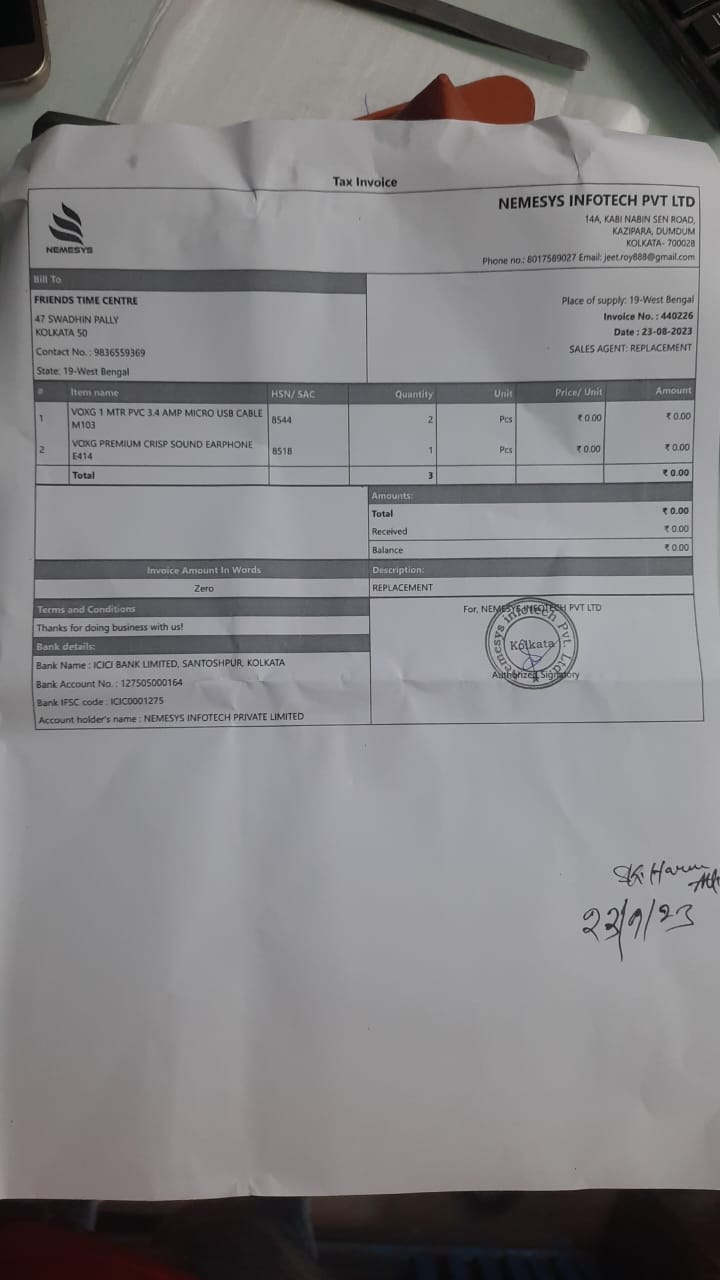 Tax Invoice
NEMESYS
NEMESYS INFOTECH PVT LTD
14A, KABI NABIN SEN ROAD,
KAZIPARA, DUMDUM
KOLKATA- 700028
Phone no.: 8017589027 Email: jeet.roy888@gmail.com
Bill To
FRIENDS TIME CENTRE
47 SWADHIN PALLY
KOLKATA 50
Contact No. : 9836559369
State: 19-West Bengal
Place of supply: 19-West Bengal
Invoice No. : 440226
Date : 23-08-2023
SALES AGENT: REPLACEMENT
# Item name HSN/ SAC Quantity Unit Price/ Unit Amount
1 VOXG 1 MTR PVC 3.4 AMP MICRO USB CABLE M103 8544 2 Pcs ₹ 0.00 ₹ 0.00
2 VOXG PREMIUM CRISP SOUND EARPHONE E414 8518 1 Pcs ₹ 0.00 ₹ 0.00
Total 3 ₹ 0.00
Amounts:
Total ₹ 0.00
Received ₹ 0.00
Balance ₹ 0.00
Invoice Amount In Words
Zero
Description:
REPLACEMENT
Terms and Conditions
Thanks for doing business with us!
Bank details:
Bank Name : ICICI BANK LIMITED, SANTOSHPUR, KOLKATA
Bank Account No. : 127505000164
Bank IFSC code : ICIC0001275
Account holder's name : NEMESYS INFOTECH PRIVATE LIMITED
For, NEMESYS INFOTECH PVT LTD
Nemesys Infotech Pvt. Ltd.
Kolkata
Authorized Signatory
Sk. Harun
22/9/23